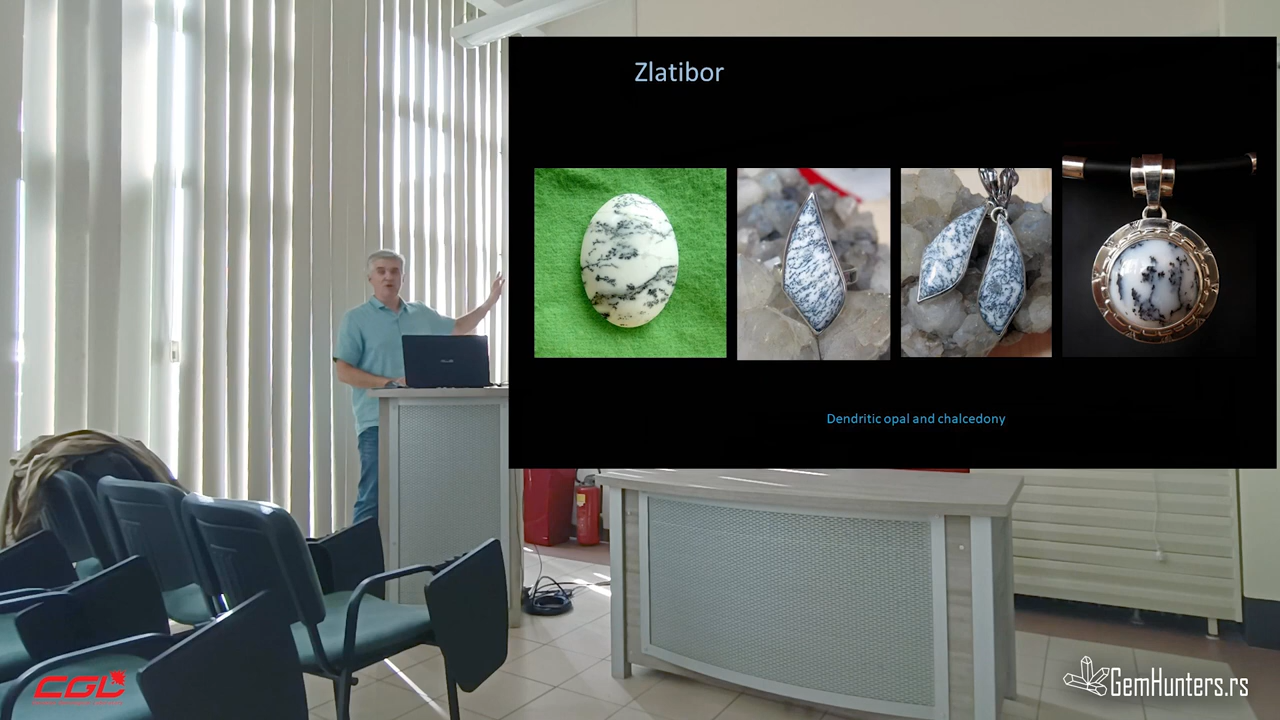 Zlatibor
Dendritic opal and chalcedony
CGL
GemHunters.rs